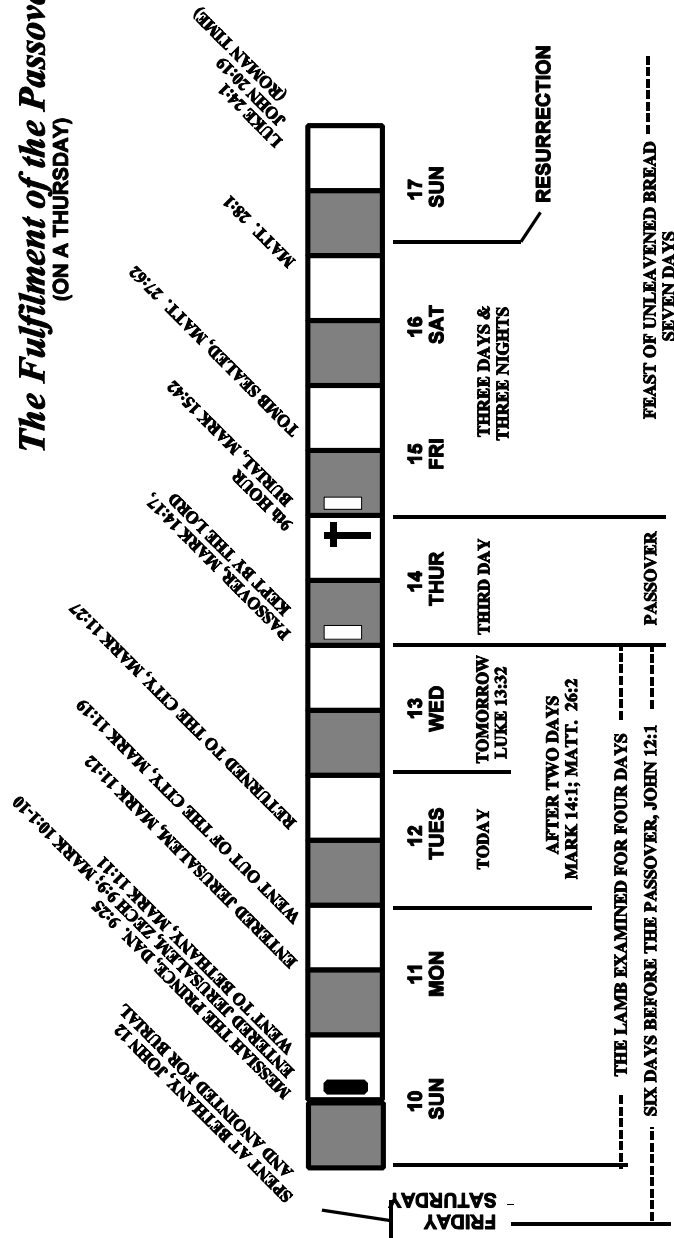 The Fulfilment of the Passove
(ON A THURSDAY)
SPENT AT BETHANY, JOHN 12
AND ANOINTED FOR BURIAL
MESSIAH THE PRINCE, DAN. 9:25
ENTERED JERUSALEM, ZECH 9:9; MARK 10:1-10
WENT TO BETHANY, MARK 11:11
ENTERED JERUSALEM, MARK 11:12
WENT OUT OF THE CITY, MARK 11:19
RETURNED TO THE CITY, MARK 11:27
PASSOVER, MARK 14:17,
KEPT BY THE LORD
9th HOUR
BURIAL, MARK 15:42
TOMB SEALED, MATT. 27:62
MATT. 28:1
LUKE 24:1
JOHN 20:19
(ROMAN TIME)
FRIDAY
SATURDAY
10
SUN
11
MON
12
TUES
13
WED
14
THUR
15
FRI
16
SAT
17
SUN
TODAY
TOMORROW
LUKE 13:32
THIRD DAY
THREE DAYS &
THREE NIGHTS
RESURRECTION
AFTER TWO DAYS
MARK 14:1; MATT. 26:2
THE LAMB EXAMINED FOR FOUR DAYS
SIX DAYS BEFORE THE PASSOVER, JOHN 12:1
PASSOVER
FEAST OF UNLEAVENED BREAD
SEVEN DAYS